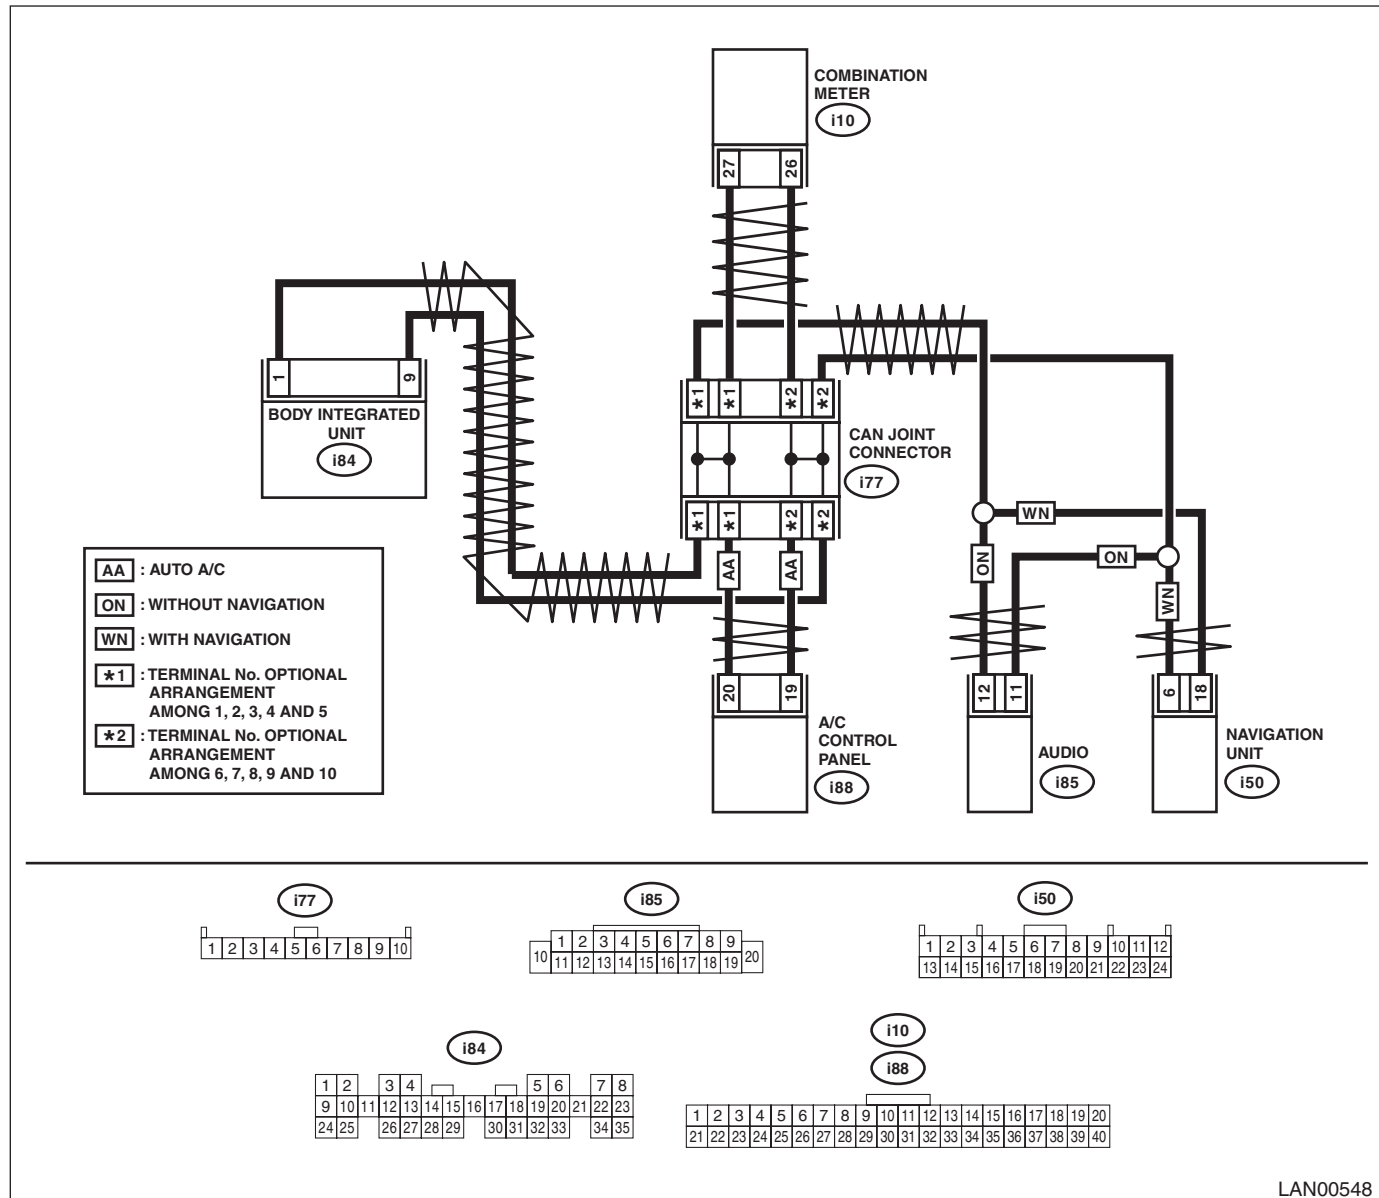 COMBINATION
METER
i10
27
26
1
9
BODY INTEGRATED
UNIT
i84
*1
*1
*2
*2
CAN JOINT
CONNECTOR
i77
*1
*1
*2
*2
AA
AA
WN
ON
ON
WN
AA : AUTO A/C
ON : WITHOUT NAVIGATION
WN : WITH NAVIGATION
*1 : TERMINAL No. OPTIONAL
ARRANGEMENT
AMONG 1, 2, 3, 4 AND 5
*2 : TERMINAL No. OPTIONAL
ARRANGEMENT
AMONG 6, 7, 8, 9 AND 10
20
19
A/C
CONTROL
PANEL
i88
12
11
AUDIO
i85
6
18
NAVIGATION
UNIT
i50
i77
1 2 3 4 5 6 7 8 9 10
i85
1 2 3 4 5 6 7 8 9
10 20
11 12 13 14 15 16 17 18 19
i50
1 2 3 4 5 6 7 8 9 10 11 12
13 14 15 16 17 18 19 20 21 22 23 24
i84
1 2 3 4 5 6 7 8
9 10 11 12 13 14 15 16 17 18 19 20 21 22 23
24 25 26 27 28 29 30 31 32 33 34 35
i10
i88
1 2 3 4 5 6 7 8 9 10 11 12 13 14 15 16 17 18 19 20
21 22 23 24 25 26 27 28 29 30 31 32 33 34 35 36 37 38 39 40
LAN00548